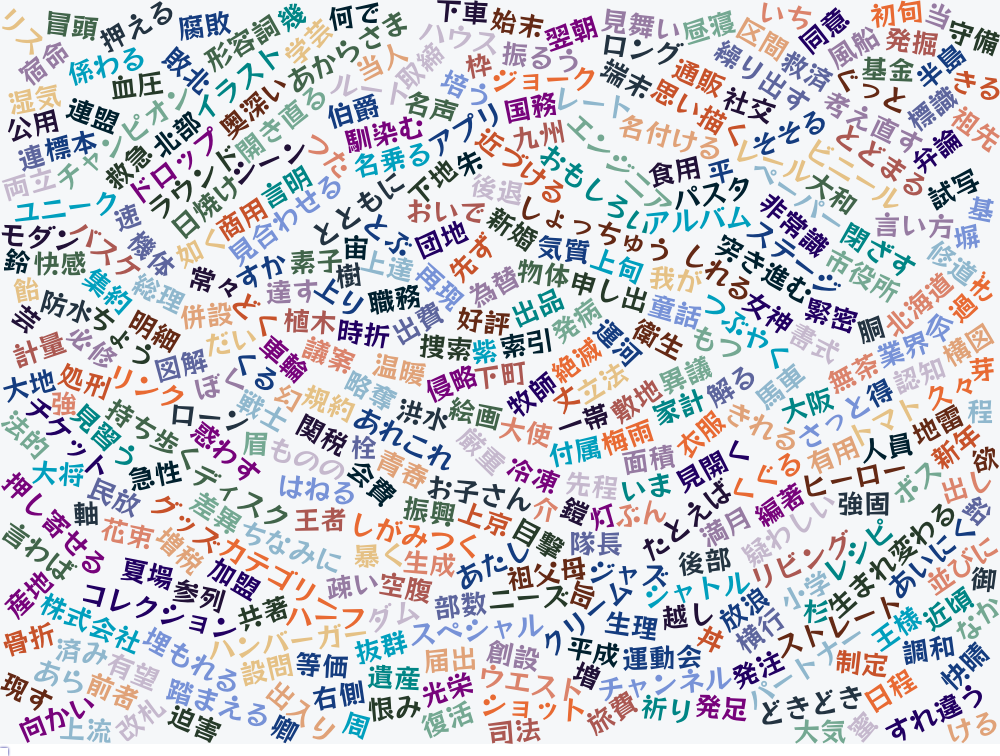 リス 冒頭 押える 腐敗 形容詞 幾 何で 下車 始末 翌朝 見舞い 昼寝 いち 同意 初旬 当 守備
宿命 係わる 敗北 イラスト 学芸 あからさま ハウス 振るう ロング 区間 救済 風船 発掘 半島
湿気 血圧 チャンピオン 奥深い ルート 当人 取締 培う 枠 ジョーク 端末 通販 繰り出す ぐっと 基金 きる
公用 連盟 北部 開き直る 伯爵 名声 アプリ 国務 レート 思い描く 社交 そそる 考え直す 標識 祖先
連 標本 救急 ドロップ シーン つた 馴染む 名乗る 近づける 九州 エンジニア 名付ける レール ビニール とどまる 弁論
両立 ラウンド 日焼け 言明 とともに 下地 朱 後退 おもしろい 食用 平 パスタ ペーパー 大和 試写 基
ユニーク 速 商用 見合わせる おいで 新婚 しょっちゅう アルバム ステージ 非常識 閉ざす 言い方 塀
モダン バスケ 機体 如く すか 素子 宙 とくぶ 団地 先ず 気質 上旬 しれる 突き進む 市役所 修道
鈴 快感 集約 総理 常々 達す 樹 上達 再現 為替 物体 申し出 我が 女神 緊密 北海道 過ぎ
飴 防水 ちょう 明細 併設 どく 上り 職務 出費 好評 出品 発病 運河 童話 つぶやく 書式 胴 業界 仮 横図
芸 計量 必修 図解 だい 植木 時折 捜索 紫 索引 絶滅 衛生 もつ 無茶 認知 芽
大地 処刑 リンク ぼく くる 車輪 議案 温暖 侵略 下町 牧師 丈 立法 異議 解る 馬車 得 久々 程
強 見習う ローン 戦士 幻 規約 略奪 洪水 絵画 一帯 敷地 家計 大阪 さっと トマト 地雷
法的 チケット 持ち歩く 惑わす 眉 関税 あれこれ 厳重 大使 付属 梅雨 衣服 きれる 有用 人員 新年 欲
大将 民放 急性 ディスク ものの 栓 青春 冷凍 先程 面積 見開く くぐる ヒーロー ボス 出し
押し寄せる 軸 グッズ 差異 はねる 会費 お子さん 介 鎧 いま たとえば 編著 強固
言わば 花束 増税 カテゴリー ちなみに 王者 しがみつく 振興 上京 目撃 灯 ぶん 満月 疑わしい レシピ 生まれ変わる 谷
産地 夏場 参列 加盟 疎い 暴く 生成 空腹 あたし 祖父母 隊長 後部 リビング 小学 あいにく 並びに 御
株式会社 コレクション 共著 ハーフ ダム 部数 ニーズ 旨 ジャズ シャトル 放浪 だ ストレート 近頃 なか
骨折 済み 有望 埋もれる ハンバーガー 抜群 スペシャル クリーム 生理 越し 丼 横行 王様 調和
あら 前者 踏まえる 設問 等価 遺産 届出 創設 平成 運動会 発注 パートナー 制定 快晴
現す 向かい 上流 改札 迫害 出入り 卿 右側 周 恨み 光栄 復活 ウエスト ショット 司法 増 チャンネル 旅費 祈り 発足 どきどき 大気 日程 すれ違う ける